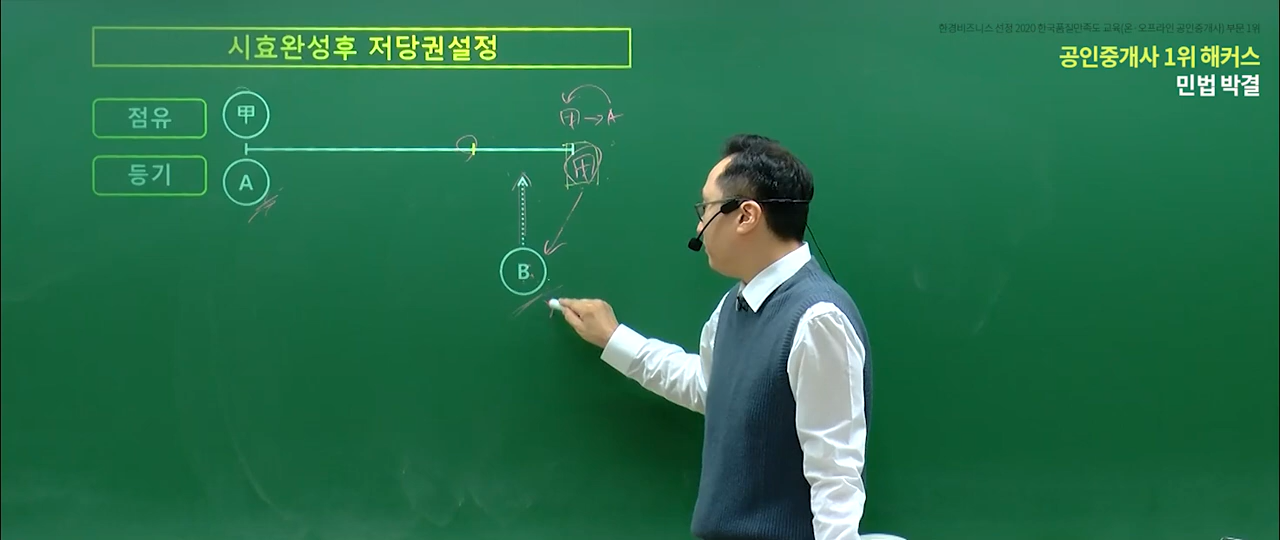 시효완성후 저당권설정
한경비즈니스 선정 2020 한국품질만족도 교육(온·오프라인 공인중개사) 부문 1위
공인중개사 1위 해커스
민법 박결
점유
甲
甲→A
등기
A
甲
B